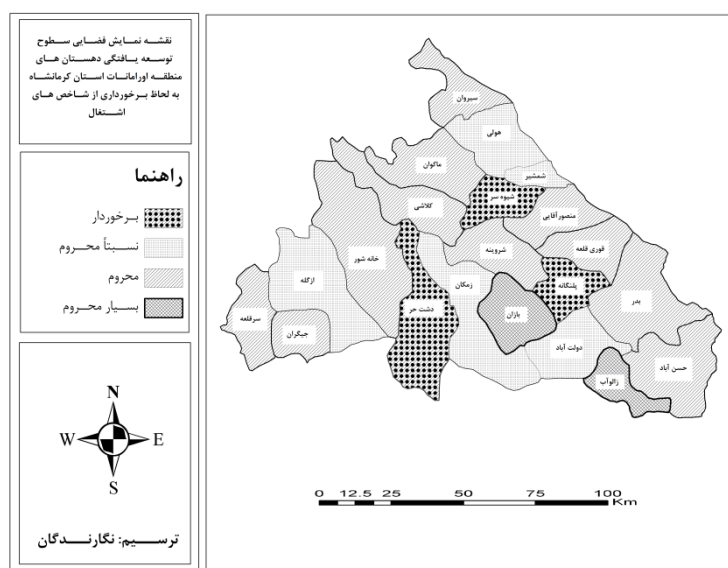 نقشه نمایش فضایی سطوح
توسعه یافتگی دهستان های
منطقه اورامانات استان کرمانشاه
به لحاظ برخورداری از شاخص های
اشتغال
راهنما
برخوردار
نسبتاً محروم
محروم
بسیار محروم
N
W E
S
ترسیم: نگارندگان
سیروان
هولی
ماکوان
شمشیر
شیوه سر
کلاشی
منصورآقایی
قوری قلعه
شروینه
خانه شور
پلنگانه
بدر
زمکان
ازگله
دشت حر
بازان
سرقلعه
جیگران
دولت آباد
حسن آباد
زالوآب
0 12.5 25 50 75 100
Km